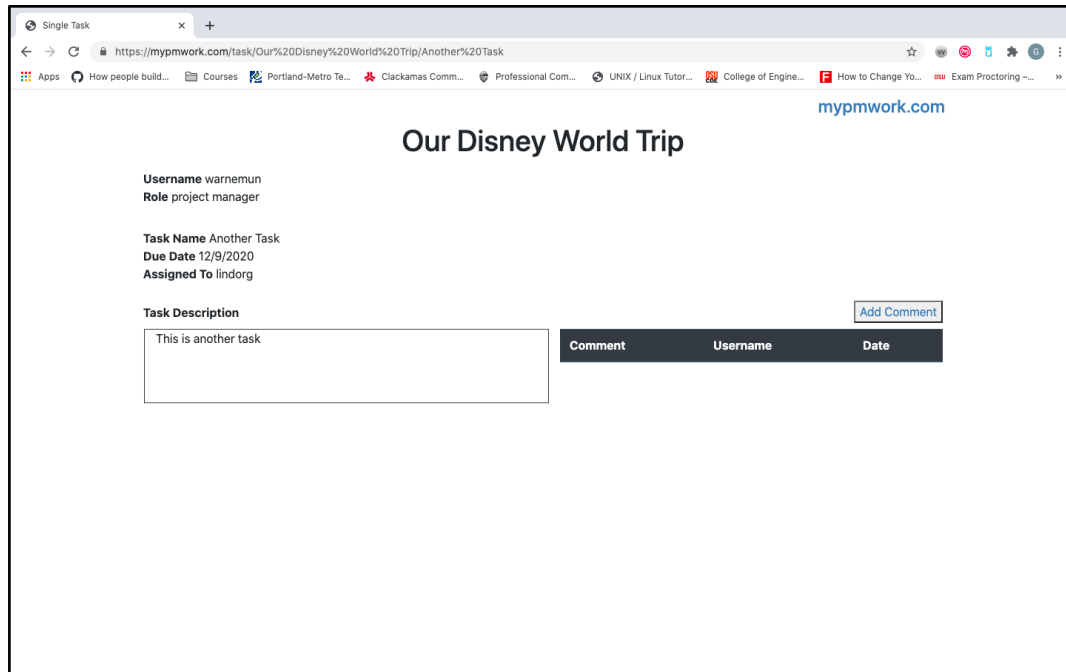 Single Task
https://mypmwork.com/task/Our%20Disney%20World%20Trip/Another%20Task
Apps How people build... Courses Portland-Metro Te... Clackamas Comm... Professional Com... UNIX / Linux Tutor... OSU COE College of Engine... F How to Change Yo... OSU Exam Proctoring –... »
mypmwork.com
Our Disney World Trip
Username warnemun
Role project manager
Task Name Another Task
Due Date 12/9/2020
Assigned To lindorg
Add Comment
Task Description
This is another task
Comment Username Date